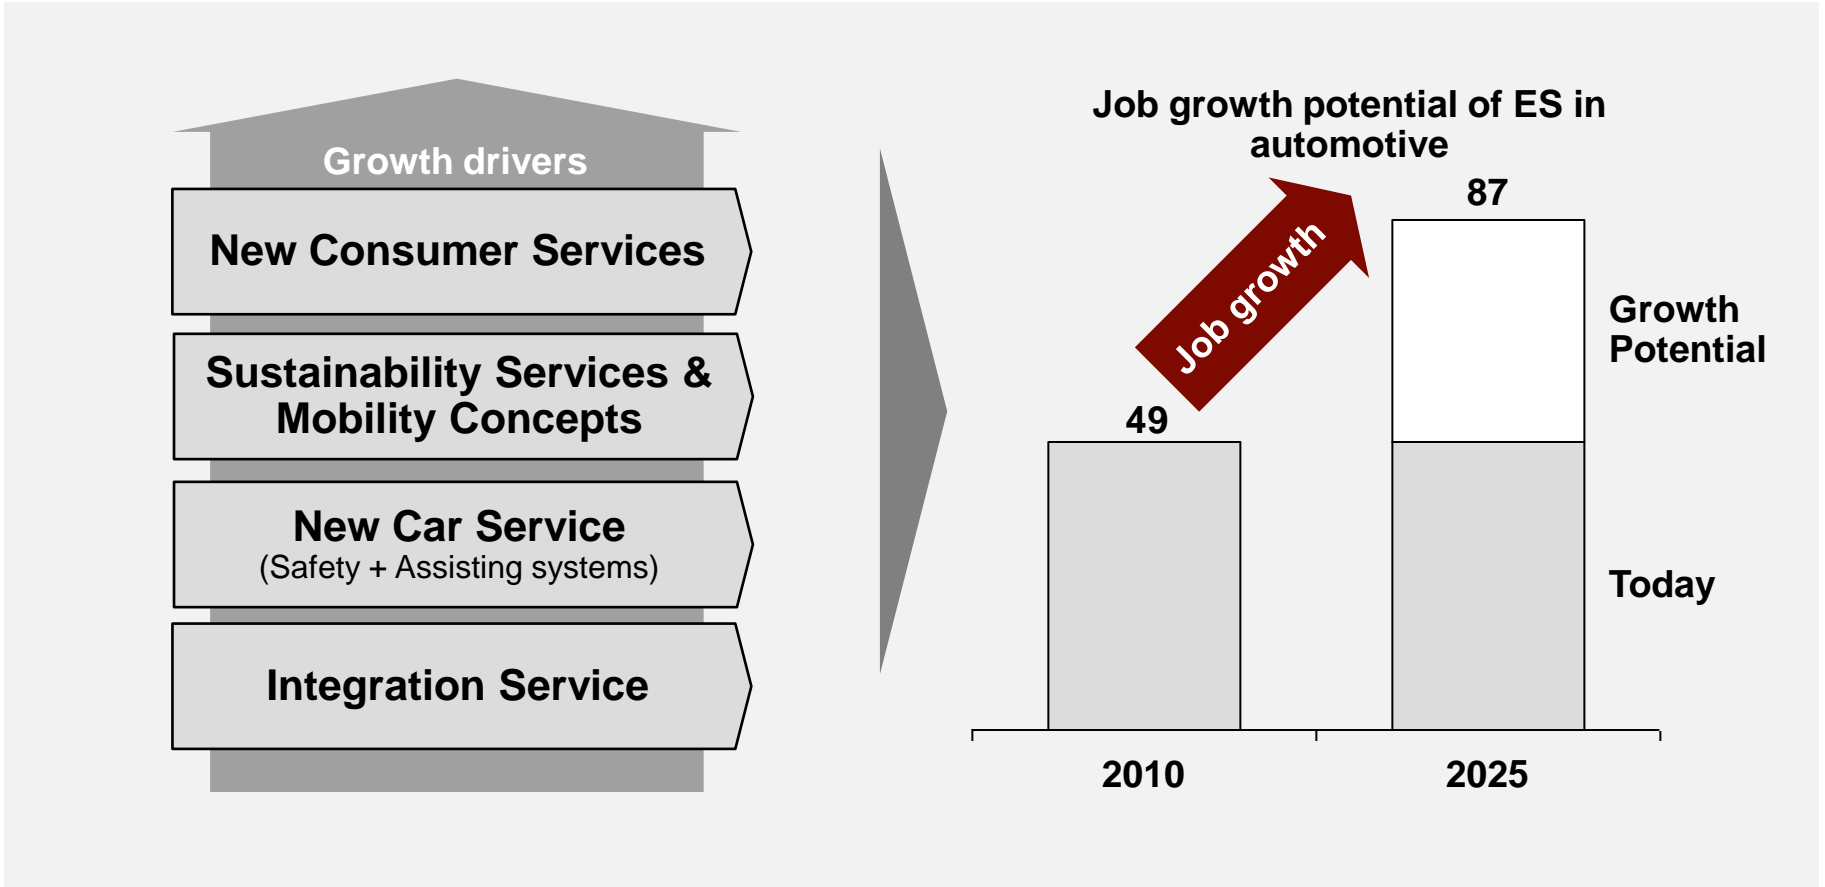 Growth drivers
New Consumer Services
Sustainability Services &
Mobility Concepts
New Car Service
(Safety + Assisting systems)
Integration Service
Job growth potential of ES in
automotive
87
Job growth
49
Growth
Potential
Today
2010
2025